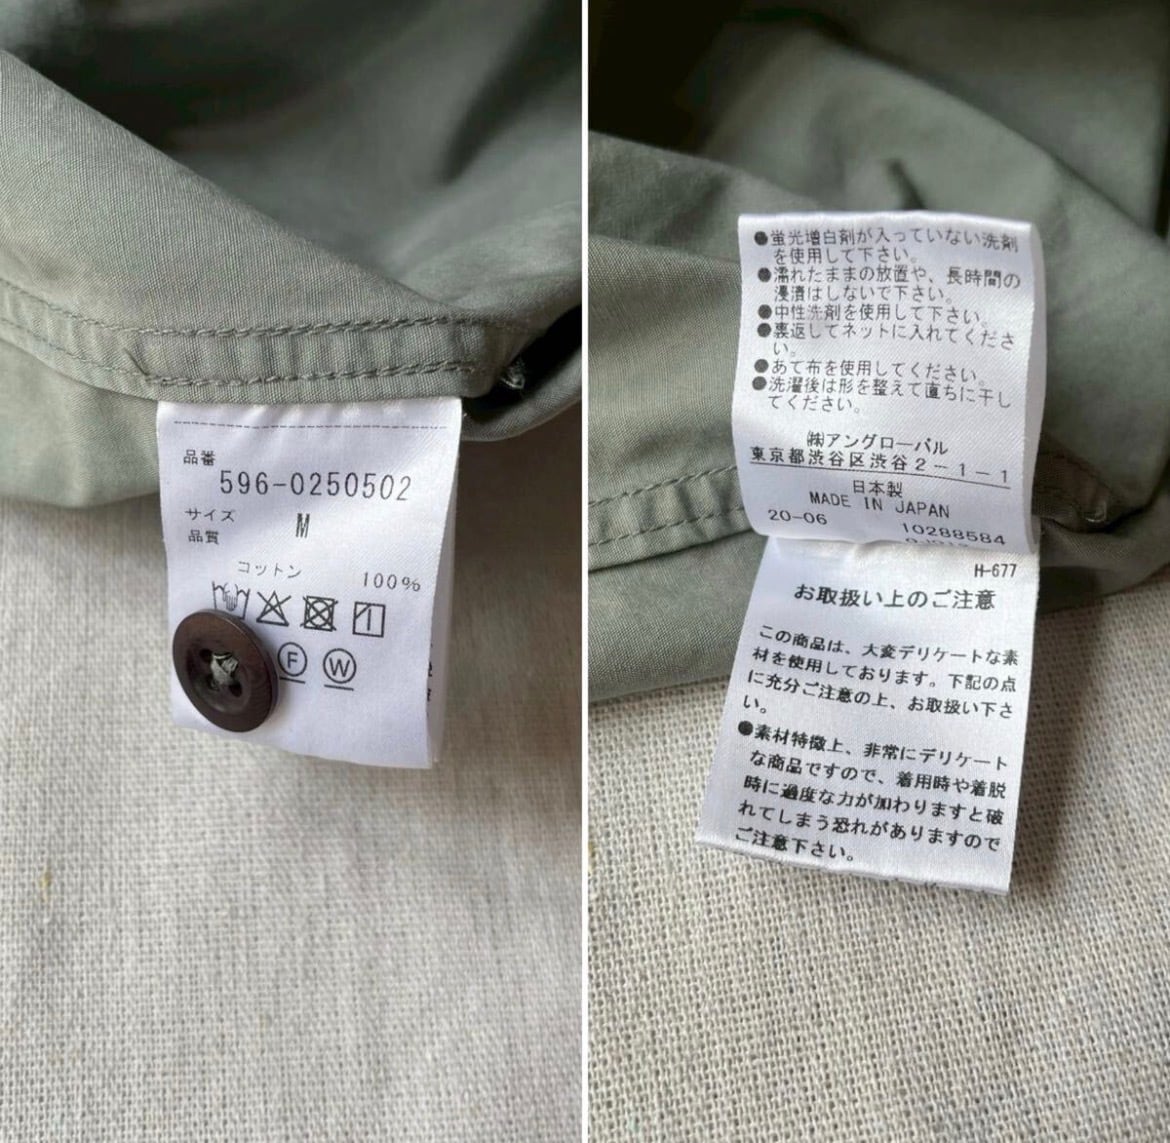 品番
596-0250502
サイズ M
品質
コットン 100%
F W
●蛍光増白剤が入っていない洗剤
を使用して下さい。
●濡れたままの放置や、長時間の
浸漬はしないで下さい。
●中性洗剤を使用して下さい。
●裏返してネットに入れてくださ
い。
●あて布を使用してください。
●洗濯後は形を整えて直ちに干し
てください。
㈱アングローバル
東京都渋谷区渋谷2-1-1
日本製
MADE IN JAPAN
20-06 10288584
H-677
お取扱い上のご注意
この商品は、大変デリケートな素
材を使用しております。下記の点
に充分ご注意の上、お取扱い下さ
い。
●素材特徴上、非常にデリケート
な商品ですので、着用時や着脱
時に過度な力が加わりますと破
れてしまう恐れがありますので
ご注意下さい。